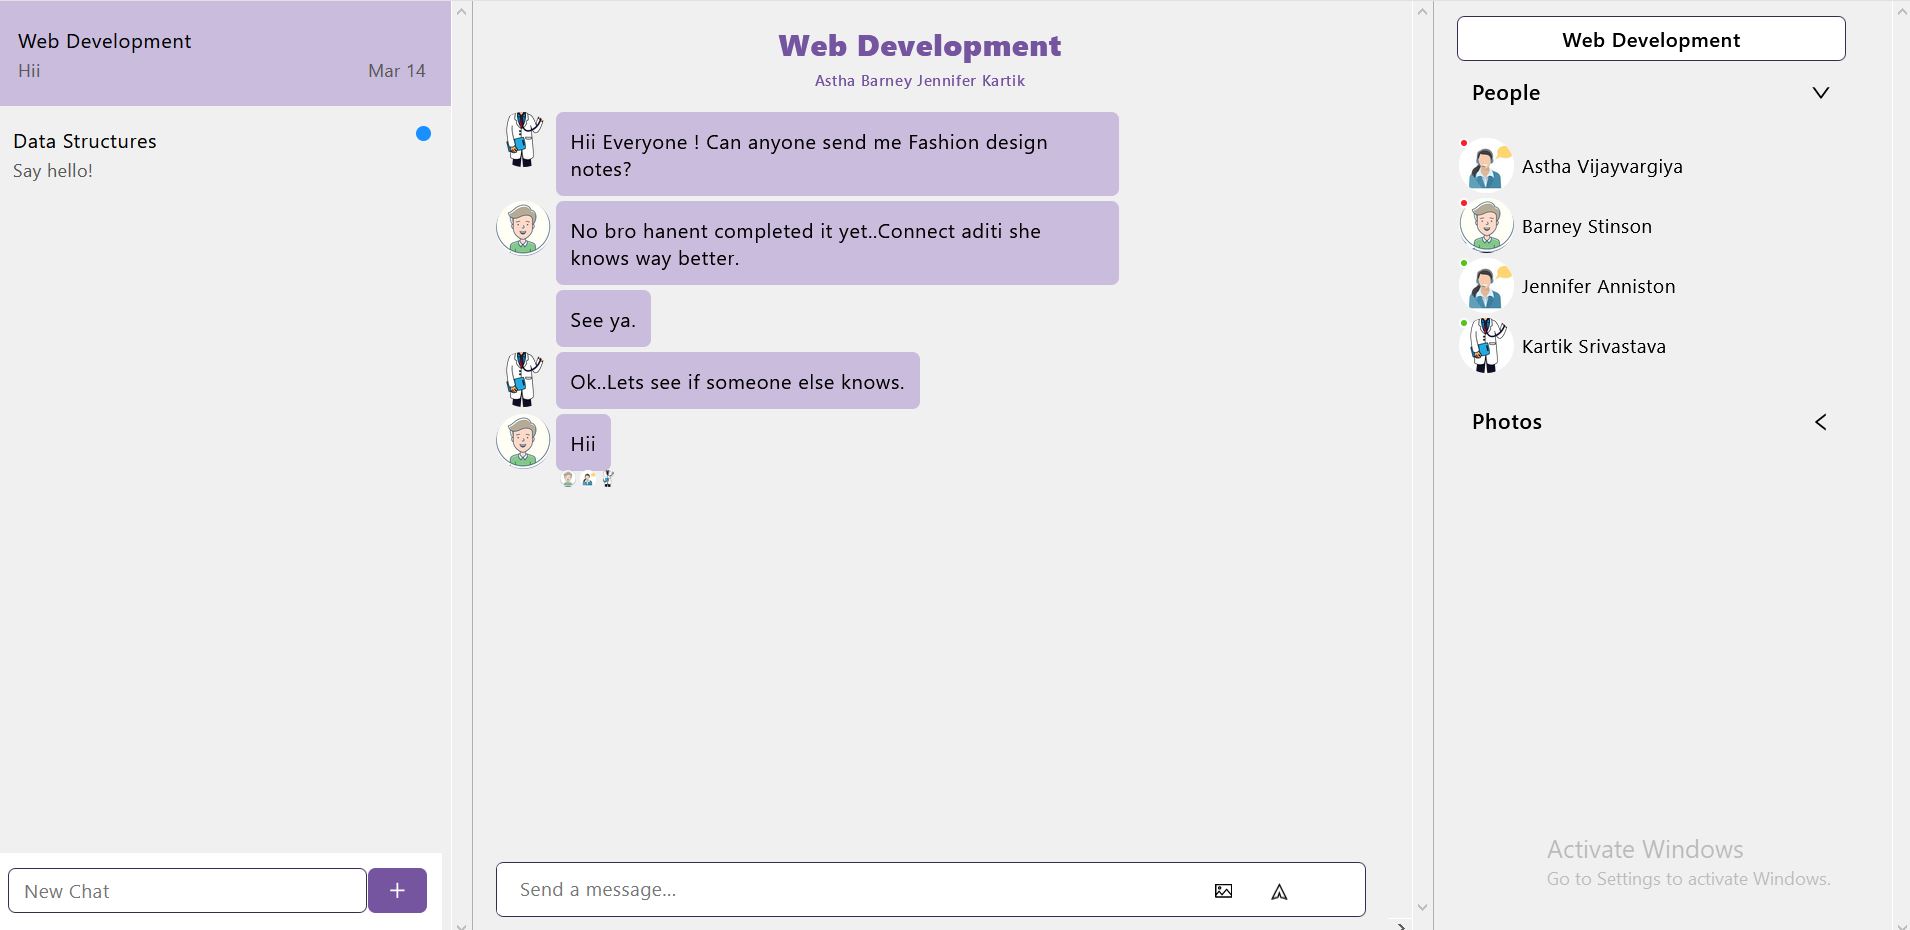 Web Development
Hii
Mar 14
Data Structures
Say hello!
New Chat
+
Web Development
Astha Barney Jennifer Kartik
Hii Everyone ! Can anyone send me Fashion design
notes?
No bro hanent completed it yet..Connect aditi she
knows way better.
See ya.
Ok..Lets see if someone else knows.
Hii
Send a message...
Web Development
People
Astha Vijayvargiya
Barney Stinson
Jennifer Anniston
Kartik Srivastava
Photos
Activate Windows
Go to Settings to activate Windows.